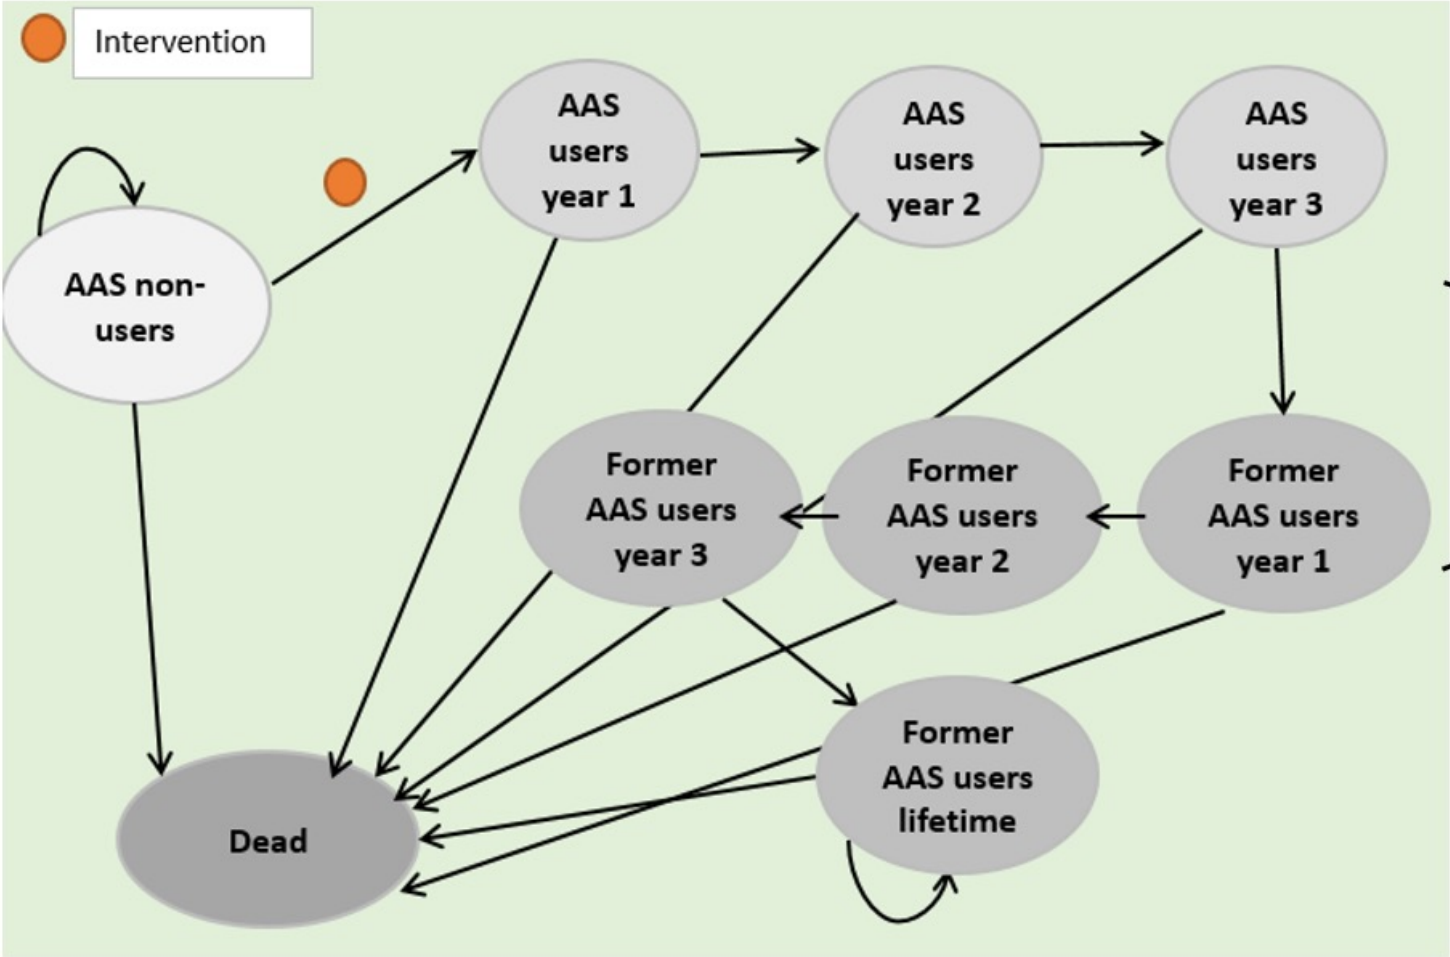 Intervention
AAS
users
year 1
AAS
users
year 2
AAS
users
year 3
AAS non-
users
Former
AAS users
year 3
Former
AAS users
year 2
Former
AAS users
year 1
Former
AAS users
lifetime
Dead